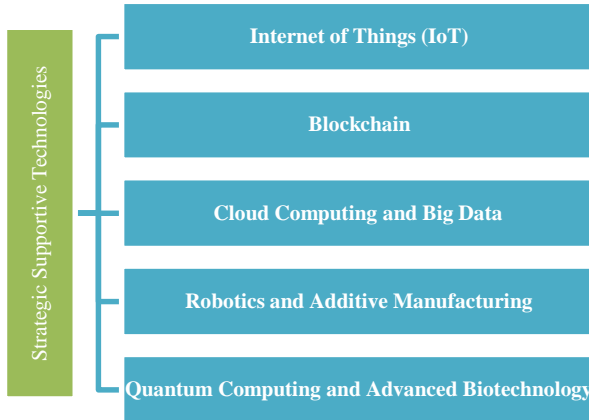 Strategic Supportive Technologies
Internet of Things (IoT)
Blockchain
Cloud Computing and Big Data
Robotics and Additive Manufacturing
Quantum Computing and Advanced Biotechnology